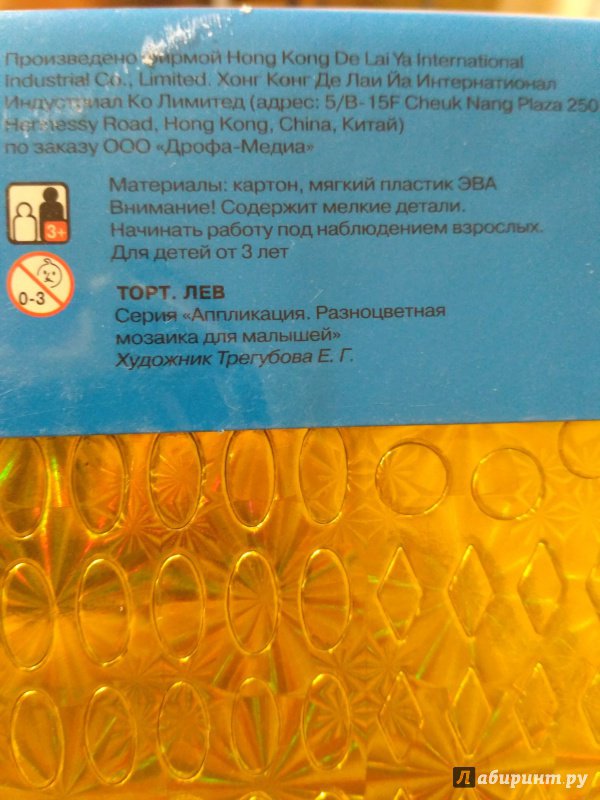 Произведено фирмой Hong Kong De Lai Ya International
Industrial Co., Limited. Хонг Конг Де Лаи Йа Интернатионал
Индустриал Ко Лимитед (адрес: 5/B-15F Cheuk Nang Plaza 250
Hennessy Road, Hong Kong, China, Китай)
по заказу ООО «Дрофа-Медиа»
Материалы: картон, мягкий пластик ЭВА
Внимание! Содержит мелкие детали.
Начинать работу под наблюдением взрослых.
Для детей от 3 лет
3+
0-3
ТОРТ. ЛЕВ
Серия «Аппликация. Разноцветная
мозаика для малышей»
Художник Трегубова Е. Г.
Лабиринт.ру